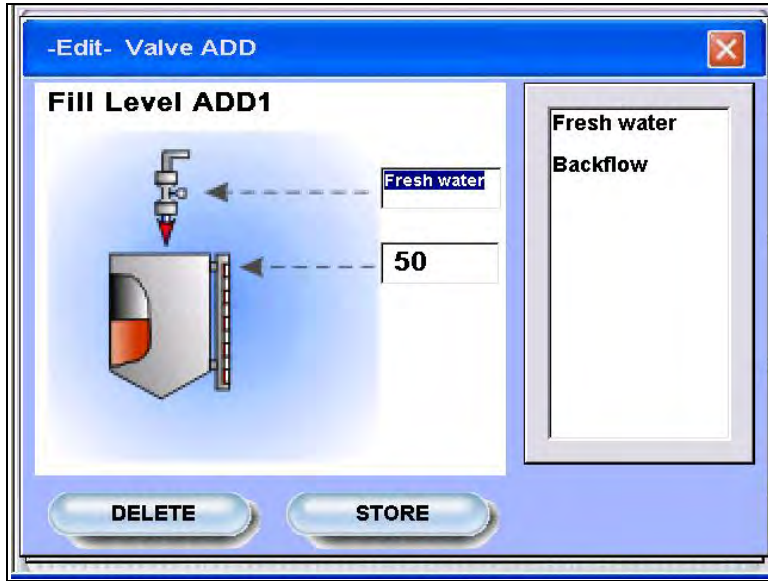 -Edit- Valve ADD
Fill Level ADD1
Fresh water
50
Fresh water
Backflow
DELETE
STORE